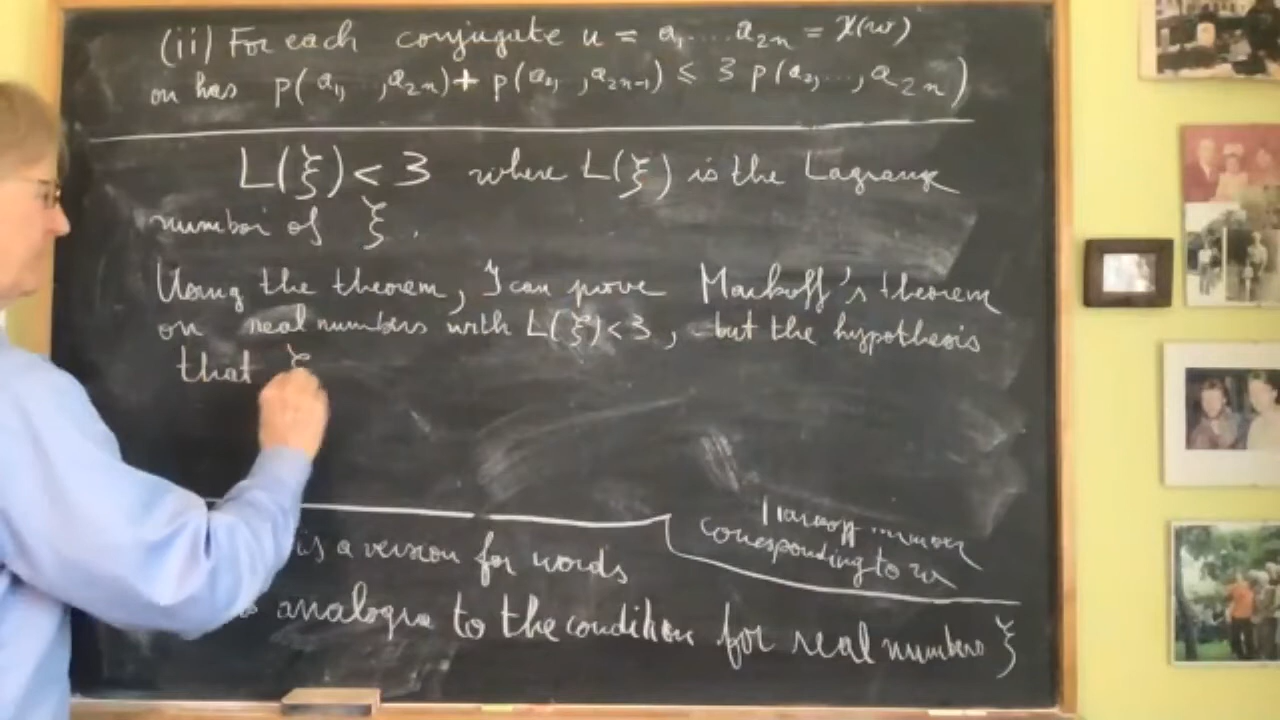 (ii) For each conjugate u = a₁....a₂ₙ = χ(w)
on has p(a₁, ,a₂ₙ)+ p(a₂, ,a₂ₙ₋₁) ≤ 3 p(a₂,...,a₂ₙ)
L(ξ) < 3 where L(ξ) is the Lagrange
number of ξ.
Using the theorem, I can prove Markoff's theorem
on real numbers with L(ξ)<3, but the hypothesis
that ξ
Markoff number
corresponding to w
is a version for words
analogue to the condition for real numbers ξ